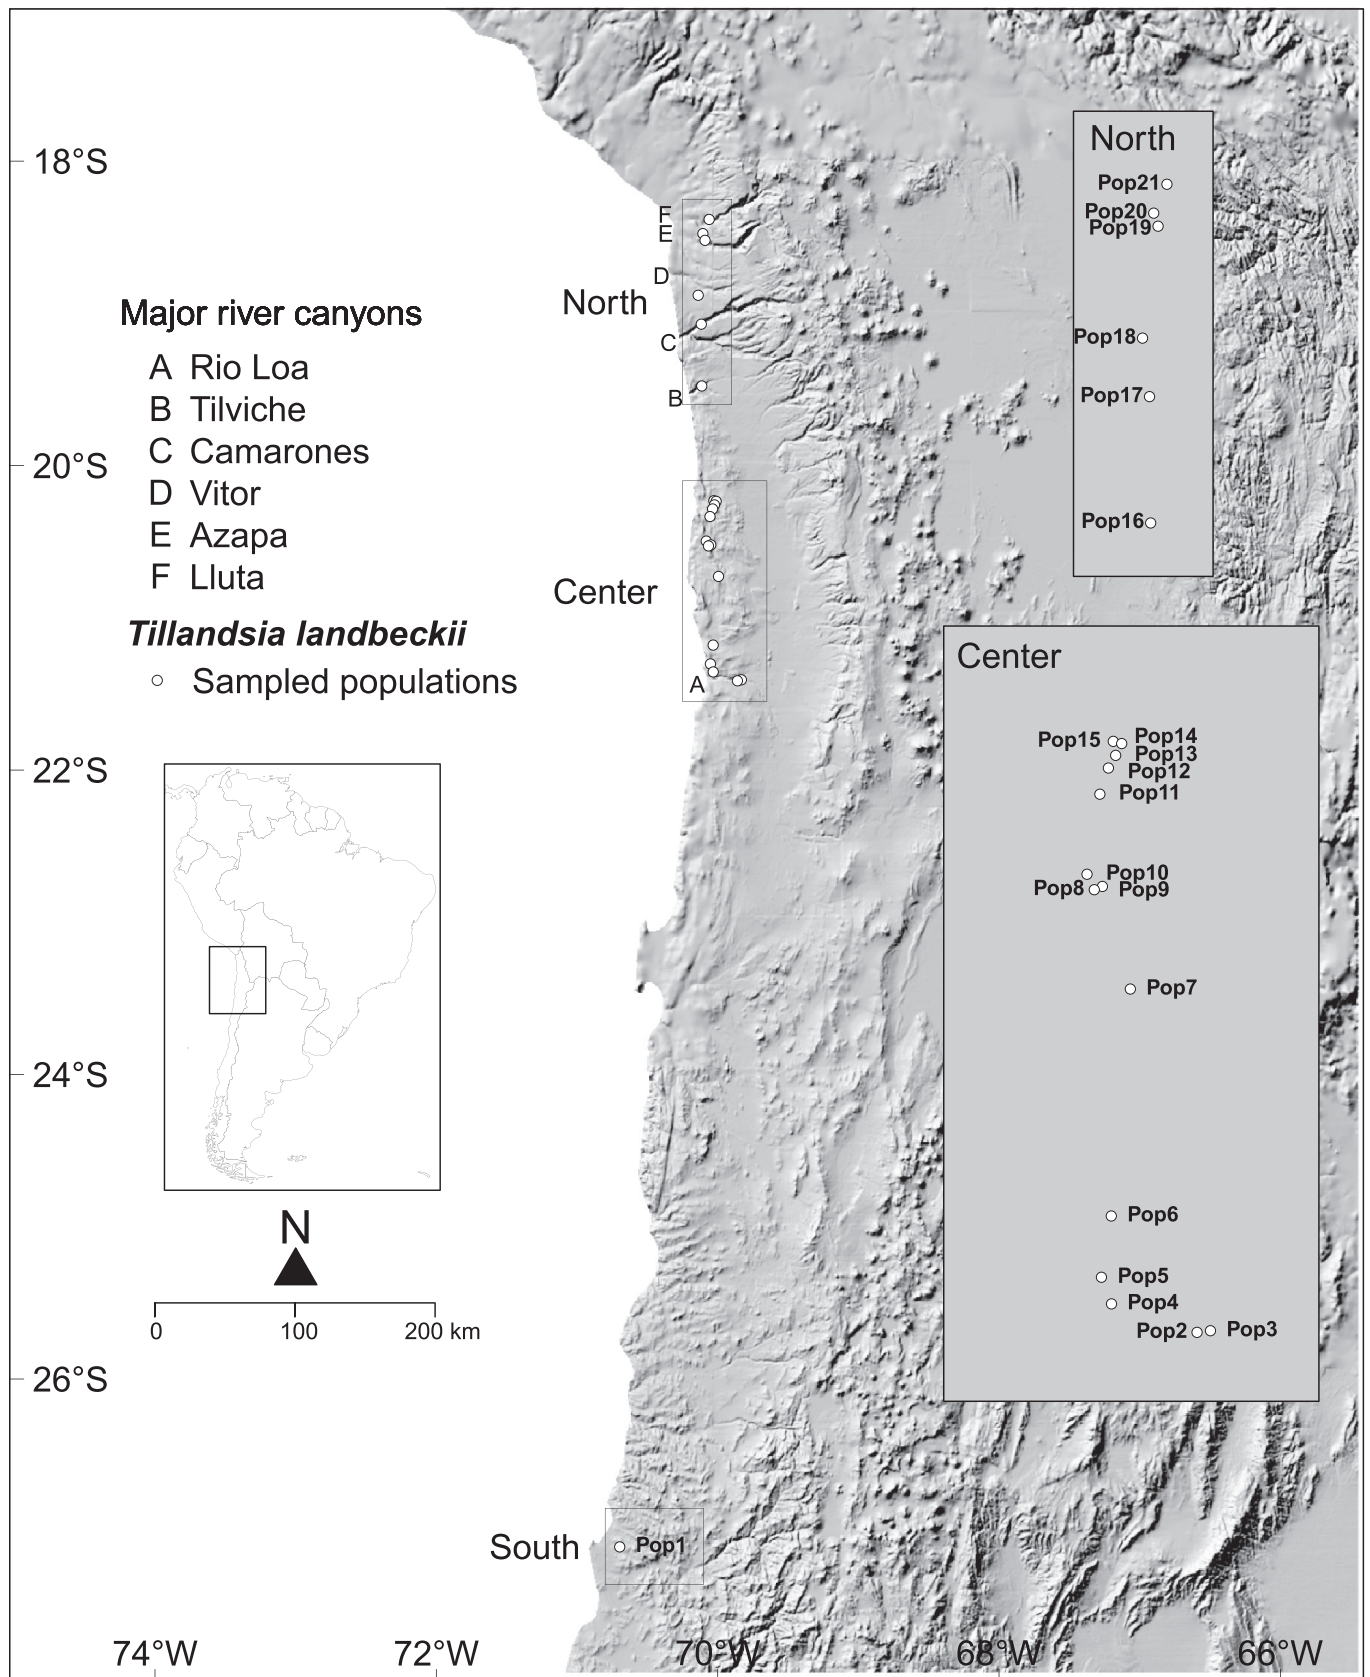 18°S
20°S
22°S
24°S
26°S
74°W
72°W
70°W
68°W
66°W
Major river canyons
A Rio Loa
B Tilviche
C Camarones
D Vitor
E Azapa
F Lluta
Tillandsia landbeckii
Sampled populations
N
0 100 200 km
North
F
E
D
C
B
Center
A
South
Pop1
North
Pop21
Pop20
Pop19
Pop18
Pop17
Pop16
Center
Pop15 Pop14
Pop13
Pop12
Pop11
Pop10
Pop8 Pop9
Pop7
Pop6
Pop5
Pop4
Pop2 Pop3